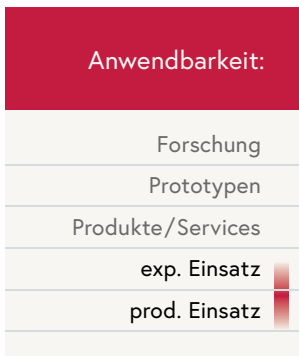 Anwendbarkeit:
Forschung
Prototypen
Produkte/Services
exp. Einsatz
prod. Einsatz